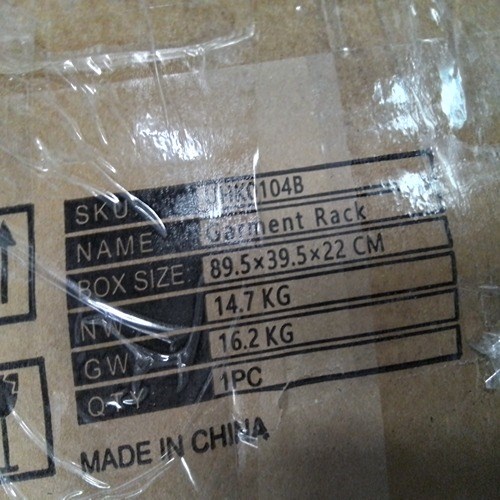 SKU: HK0104B
NAME Garment Rack
BOX SIZE: 89.5×39.5×22 CM
NW 14.7 KG
GW 16.2 KG
QTY: 1PC
MADE IN CHINA